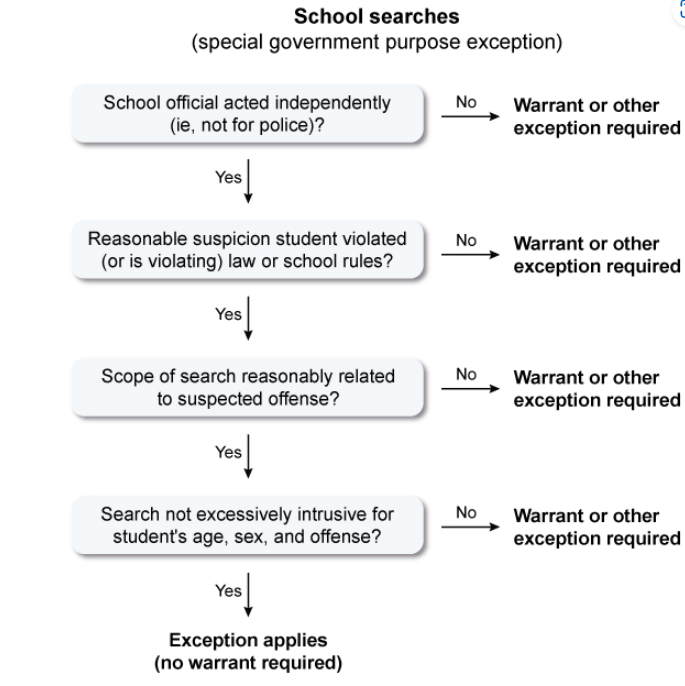 School searches
(special government purpose exception)
School official acted independently
(ie, not for police)?
No
Warrant or other
exception required
Yes
Reasonable suspicion student violated
(or is violating) law or school rules?
No
Warrant or other
exception required
Yes
Scope of search reasonably related
to suspected offense?
No
Warrant or other
exception required
Yes
Search not excessively intrusive for
student's age, sex, and offense?
No
Warrant or other
exception required
Yes
Exception applies
(no warrant required)